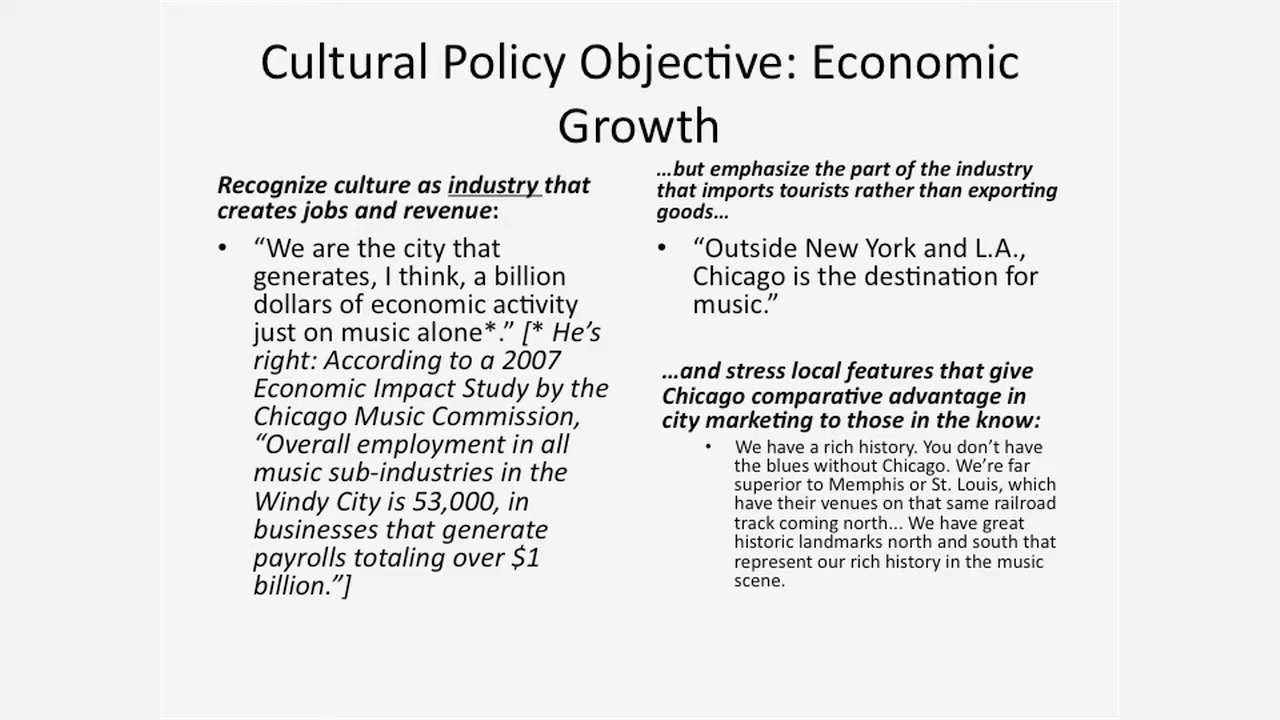 Cultural Policy Objective: Economic
Growth
Recognize culture as industry that
creates jobs and revenue:
• “We are the city that
generates, I think, a billion
dollars of economic activity
just on music alone*.” [* He’s
right: According to a 2007
Economic Impact Study by the
Chicago Music Commission,
“Overall employment in all
music sub-industries in the
Windy City is 53,000, in
businesses that generate
payrolls totaling over $1
billion.”]
…but emphasize the part of the industry
that imports tourists rather than exporting
goods…
• “Outside New York and L.A.,
Chicago is the destination for
music.”
…and stress local features that give
Chicago comparative advantage in
city marketing to those in the know:
• We have a rich history. You don’t have
the blues without Chicago. We’re far
superior to Memphis or St. Louis, which
have their venues on that same railroad
track coming north... We have great
historic landmarks north and south that
represent our rich history in the music
scene.